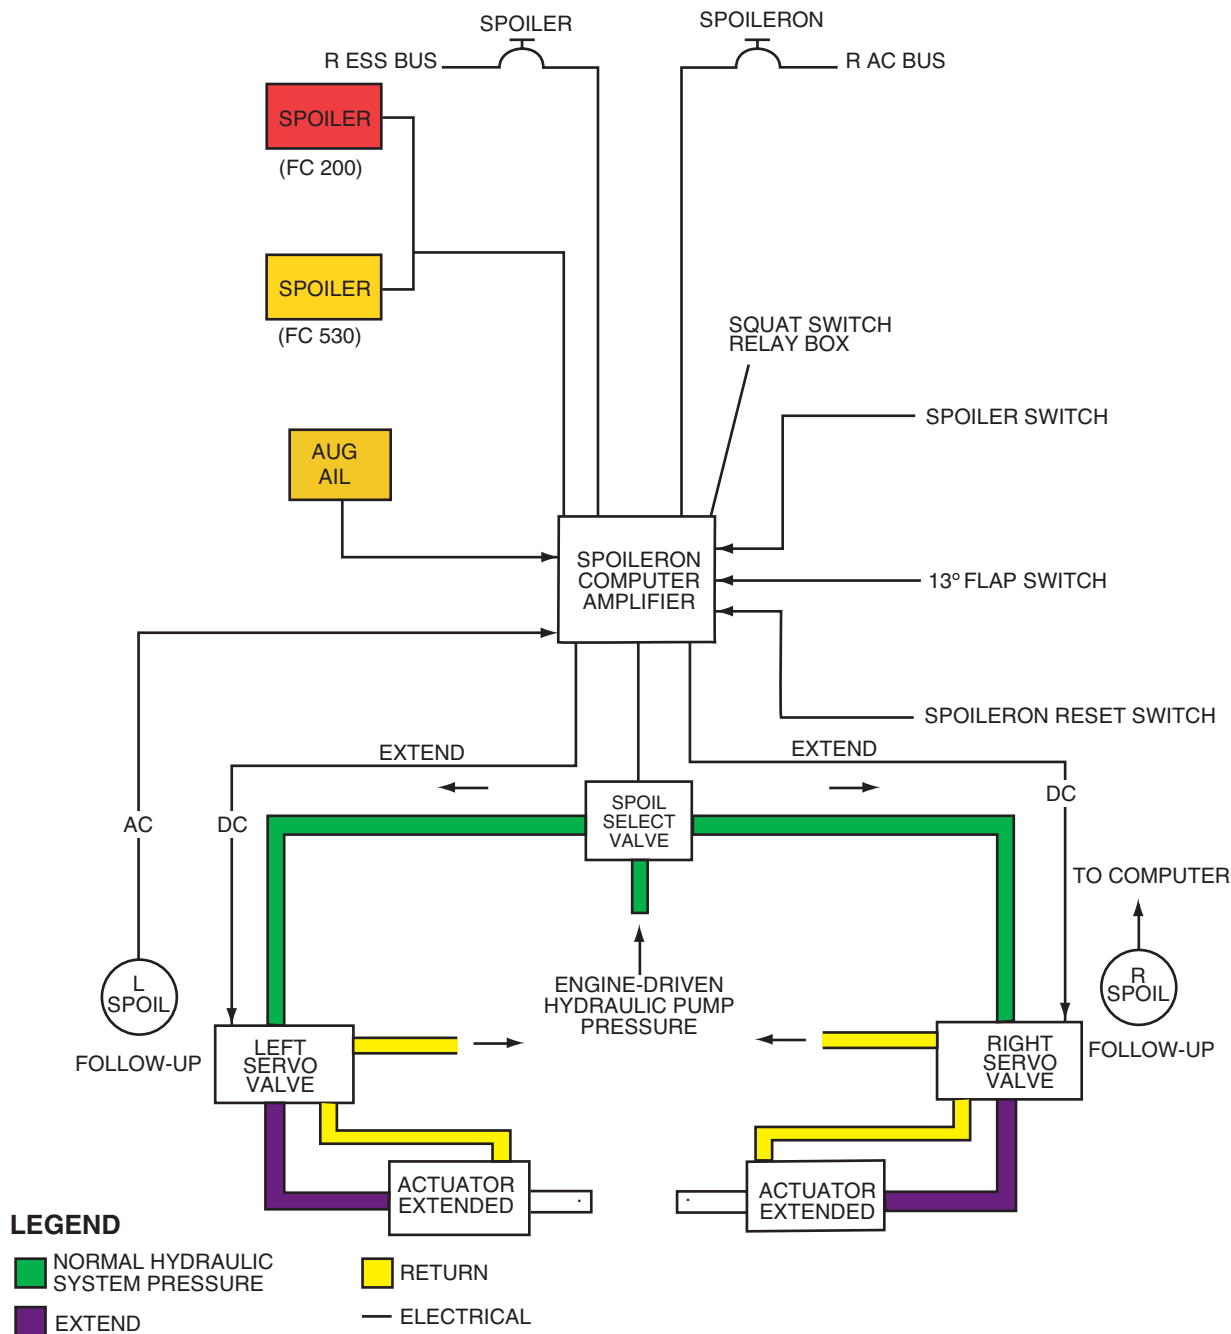 SPOILER
SPOILERON
R ESS BUS
R AC BUS
SPOILER
(FC 200)
SPOILER
(FC 530)
SQUAT SWITCH
RELAY BOX
SPOILER SWITCH
AUG
AIL
SPOILERON
COMPUTER
AMPLIFIER
13° FLAP SWITCH
SPOILERON RESET SWITCH
EXTEND
EXTEND
SPOIL
SELECT
VALVE
AC
DC
DC
TO COMPUTER
L
SPOIL
R
SPOIL
ENGINE-DRIVEN
HYDRAULIC PUMP
PRESSURE
FOLLOW-UP
LEFT
SERVO
VALVE
RIGHT
SERVO
VALVE
FOLLOW-UP
ACTUATOR
EXTENDED
ACTUATOR
EXTENDED
LEGEND
NORMAL HYDRAULIC
SYSTEM PRESSURE
RETURN
EXTEND
ELECTRICAL